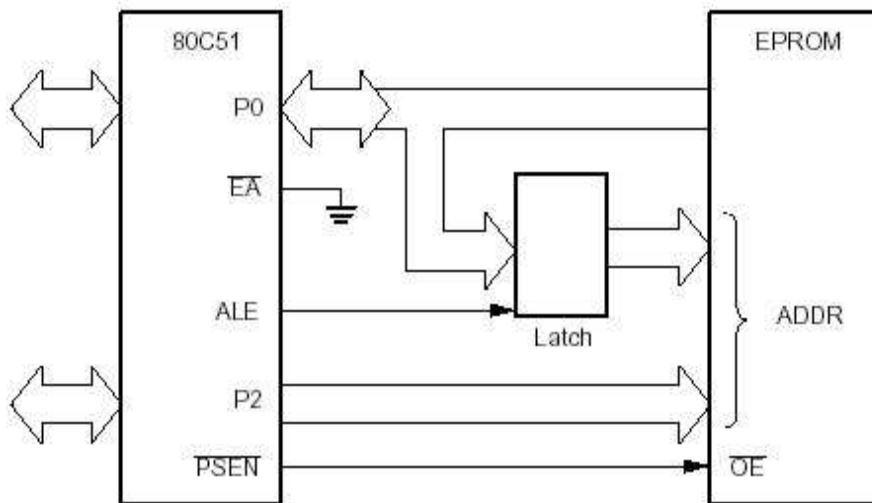 80C51
EPROM
P0
EA
ALE
Latch
ADDR
P2
PSEN
OE